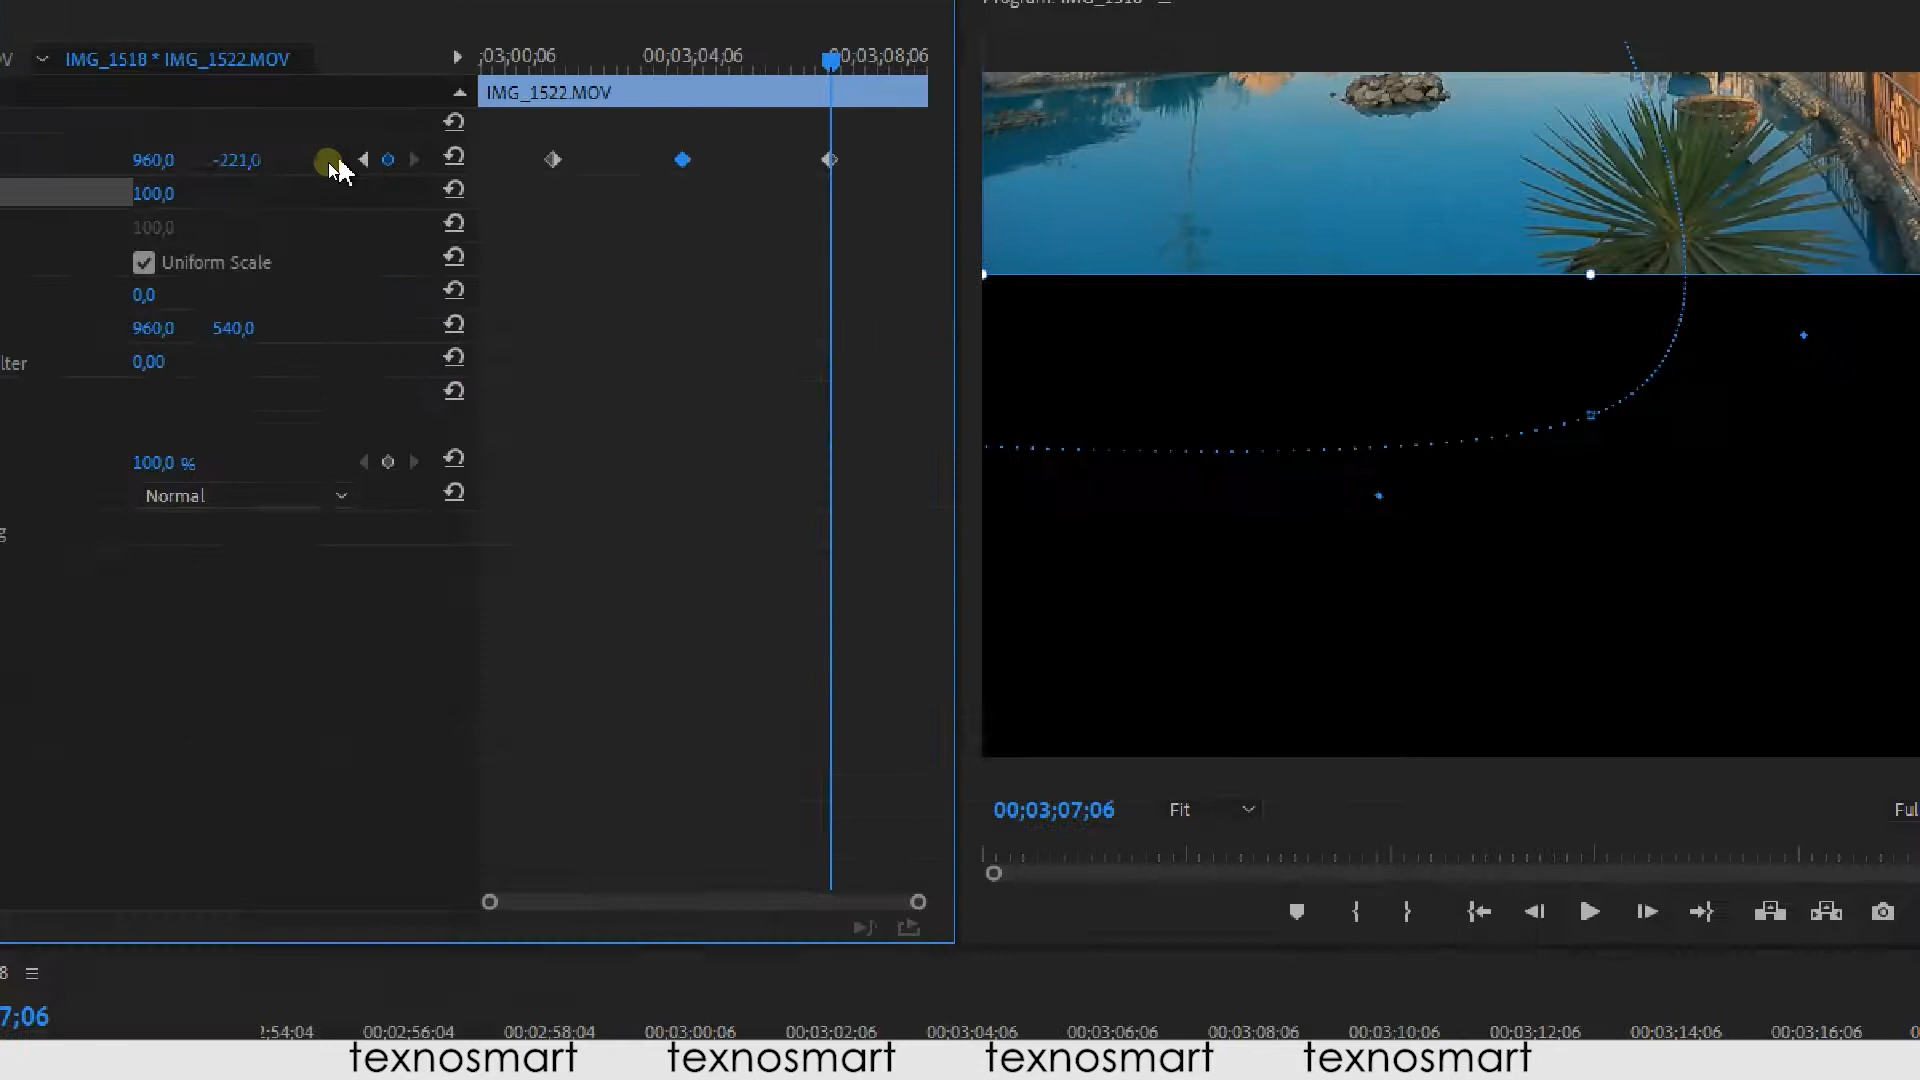 Program: IMG_1518
IMG_1518 * IMG_1522.MOV
;03;00;06 00;03;04;06 00;03;08;06
IMG_1522.MOV
960,0 -221,0
100,0
100,0
Uniform Scale
0,0
960,0 540,0
lter 0,00
100,0 %
Normal
g
00;03;07;06 Fit Ful
8
7;06
2;54;04 00;02;56;04 00;02;58;04 00;03;00;06 00;03;02;06 00;03;04;06 00;03;06;06 00;03;08;06 00;03;10;06 00;03;12;06 00;03;14;06 00;03;16;06
texnosmart texnosmart texnosmart texnosmart